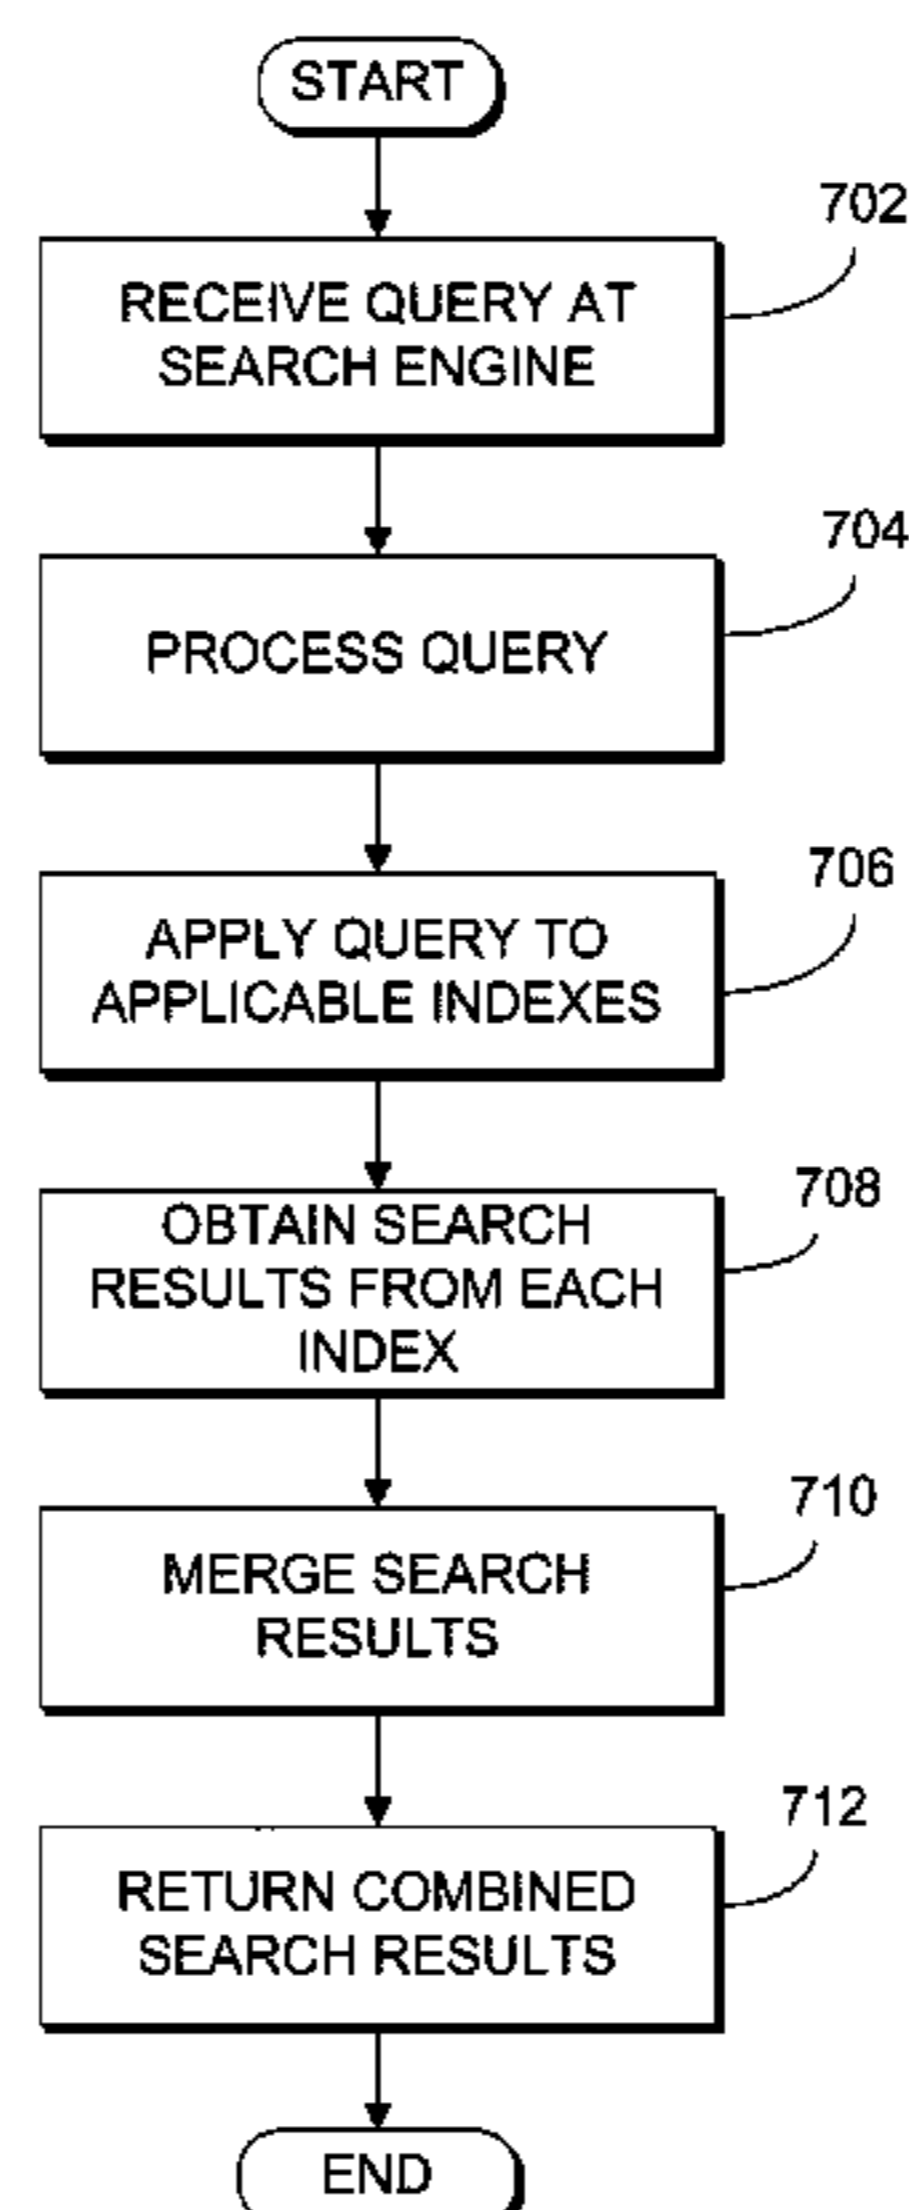 START
702
RECEIVE QUERY AT
SEARCH ENGINE
704
PROCESS QUERY
706
APPLY QUERY TO
APPLICABLE INDEXES
708
OBTAIN SEARCH
RESULTS FROM EACH
INDEX
710
MERGE SEARCH
RESULTS
712
RETURN COMBINED
SEARCH RESULTS
END